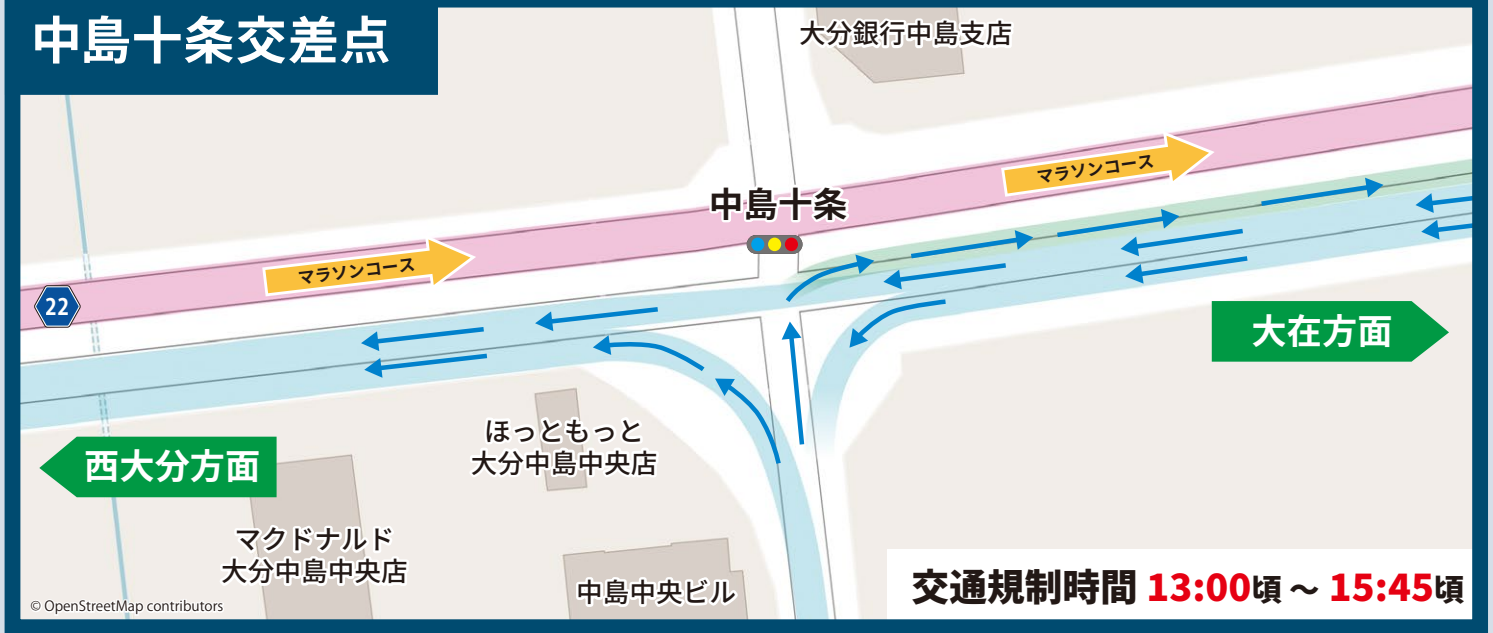 中島十条交差点
大分銀行中島支店
マラソンコース
中島十条
マラソンコース
22
大在方面
西大分方面
ほっともっと
大分中島中央店
マクドナルド
大分中島中央店
中島中央ビル
交通規制時間 13:00頃 ～ 15:45頃
© OpenStreetMap contributors